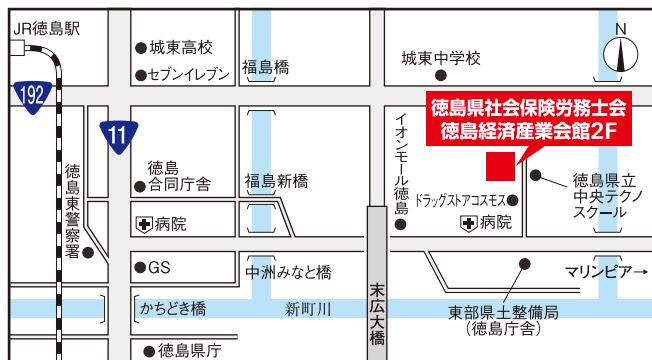 JR徳島駅
192
11
城東高校
セブンイレブン
福島橋
城東中学校
N
徳島県社会保険労務士会
徳島経済産業会館2F
イオンモール徳島
徳島東警察署
徳島
合同庁舎
福島新橋
ドラッグストアコスモス
徳島県立
中央テクノ
スクール
病院
病院
GS
中洲みなと橋
マリンピア→
かちどき橋
新町川
末広大橋
東部県土整備局
(徳島庁舎)
徳島県庁